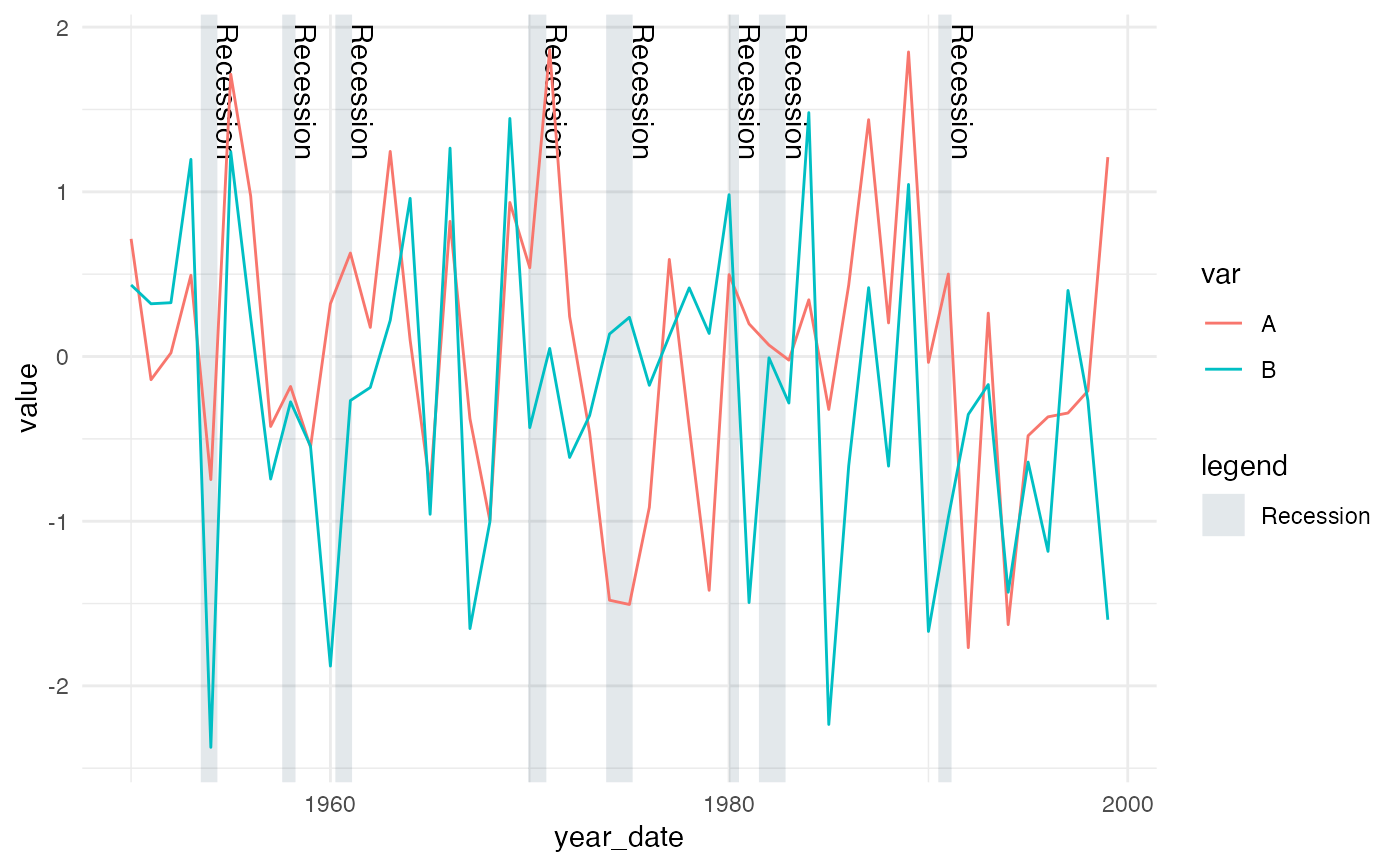 2
1
0
-1
-2
value
Recession
Recession
Recession
Recession
Recession
Recession
Recession
Recession
1960
1980
2000
year_date
var
A
B
legend
Recession